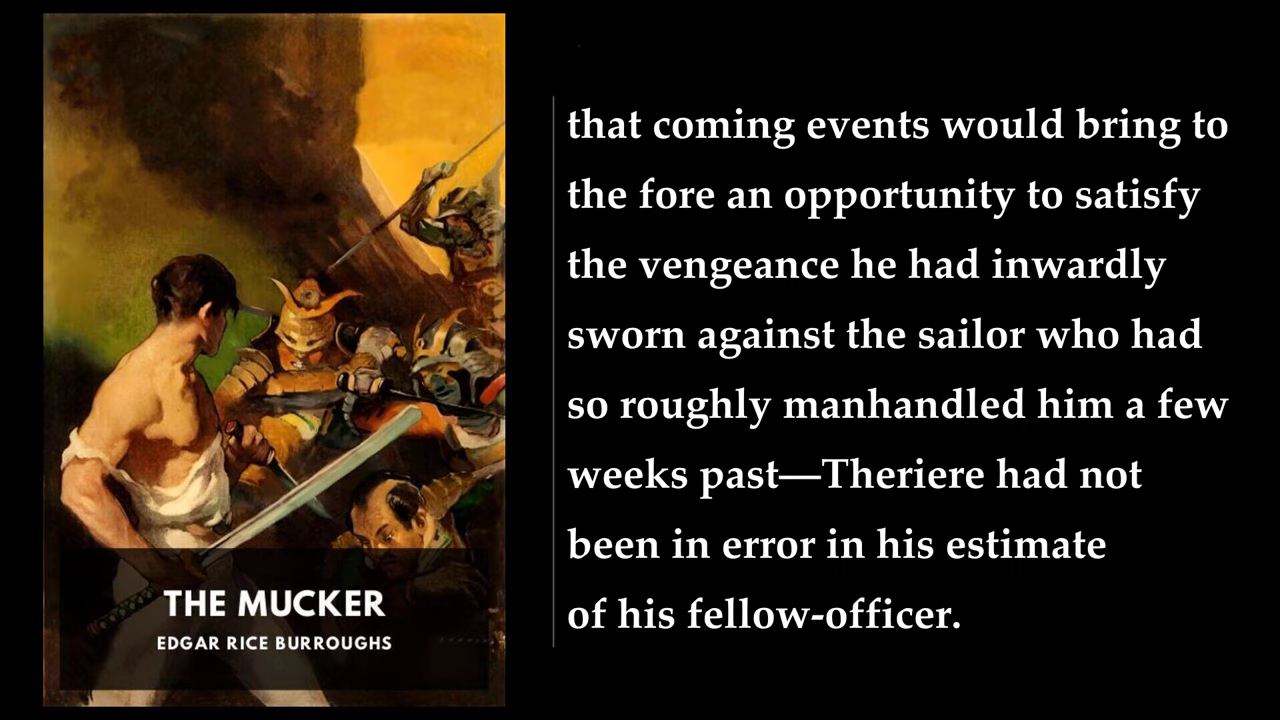 THE MUCKER
EDGAR RICE BURROUGHS
that coming events would bring to
the fore an opportunity to satisfy
the vengeance he had inwardly
sworn against the sailor who had
so roughly manhandled him a few
weeks past—Theriere had not
been in error in his estimate
of his fellow-officer.